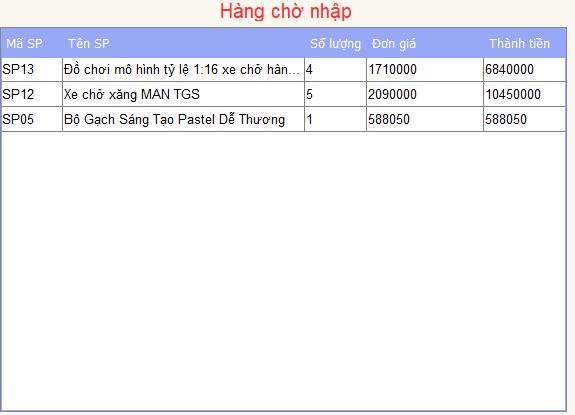 Hàng chờ nhập
Mã SP Tên SP Số lượng Đơn giá Thành tiền
SP13 Đồ chơi mô hình tỷ lệ 1:16 xe chở hàn... 4 1710000 6840000
SP12 Xe chở xăng MAN TGS 5 2090000 10450000
SP05 Bộ Gạch Sáng Tạo Pastel Dễ Thương 1 588050 588050